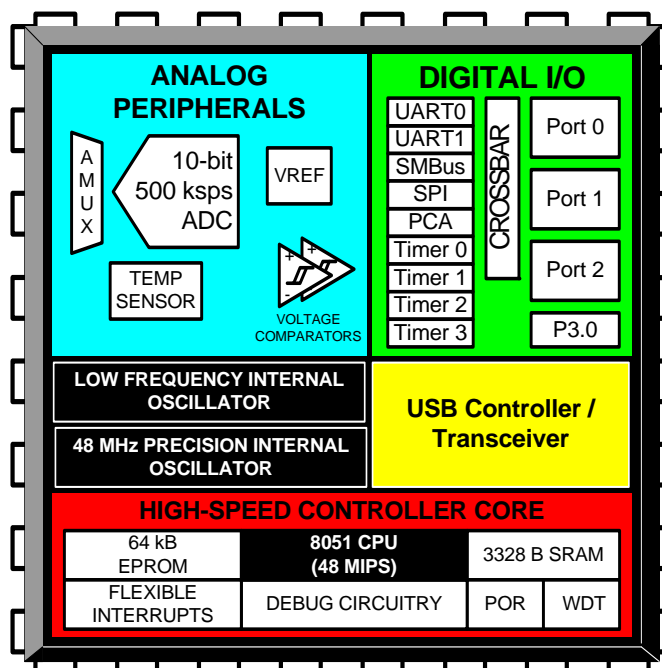 ANALOG
PERIPHERALS
A
M
U
X
10-bit
500 ksps
ADC
VREF
TEMP
SENSOR
+
-
+
-
VOLTAGE
COMPARATORS
DIGITAL I/O
UART0
UART1
SMBus
SPI
PCA
Timer 0
Timer 1
Timer 2
Timer 3
CROSSBAR
Port 0
Port 1
Port 2
P3.0
LOW FREQUENCY INTERNAL
OSCILLATOR
48 MHz PRECISION INTERNAL
OSCILLATOR
USB Controller /
Transceiver
HIGH-SPEED CONTROLLER CORE
64 kB
EPROM
8051 CPU
(48 MIPS)
3328 B SRAM
FLEXIBLE
INTERRUPTS
DEBUG CIRCUITRY
POR
WDT